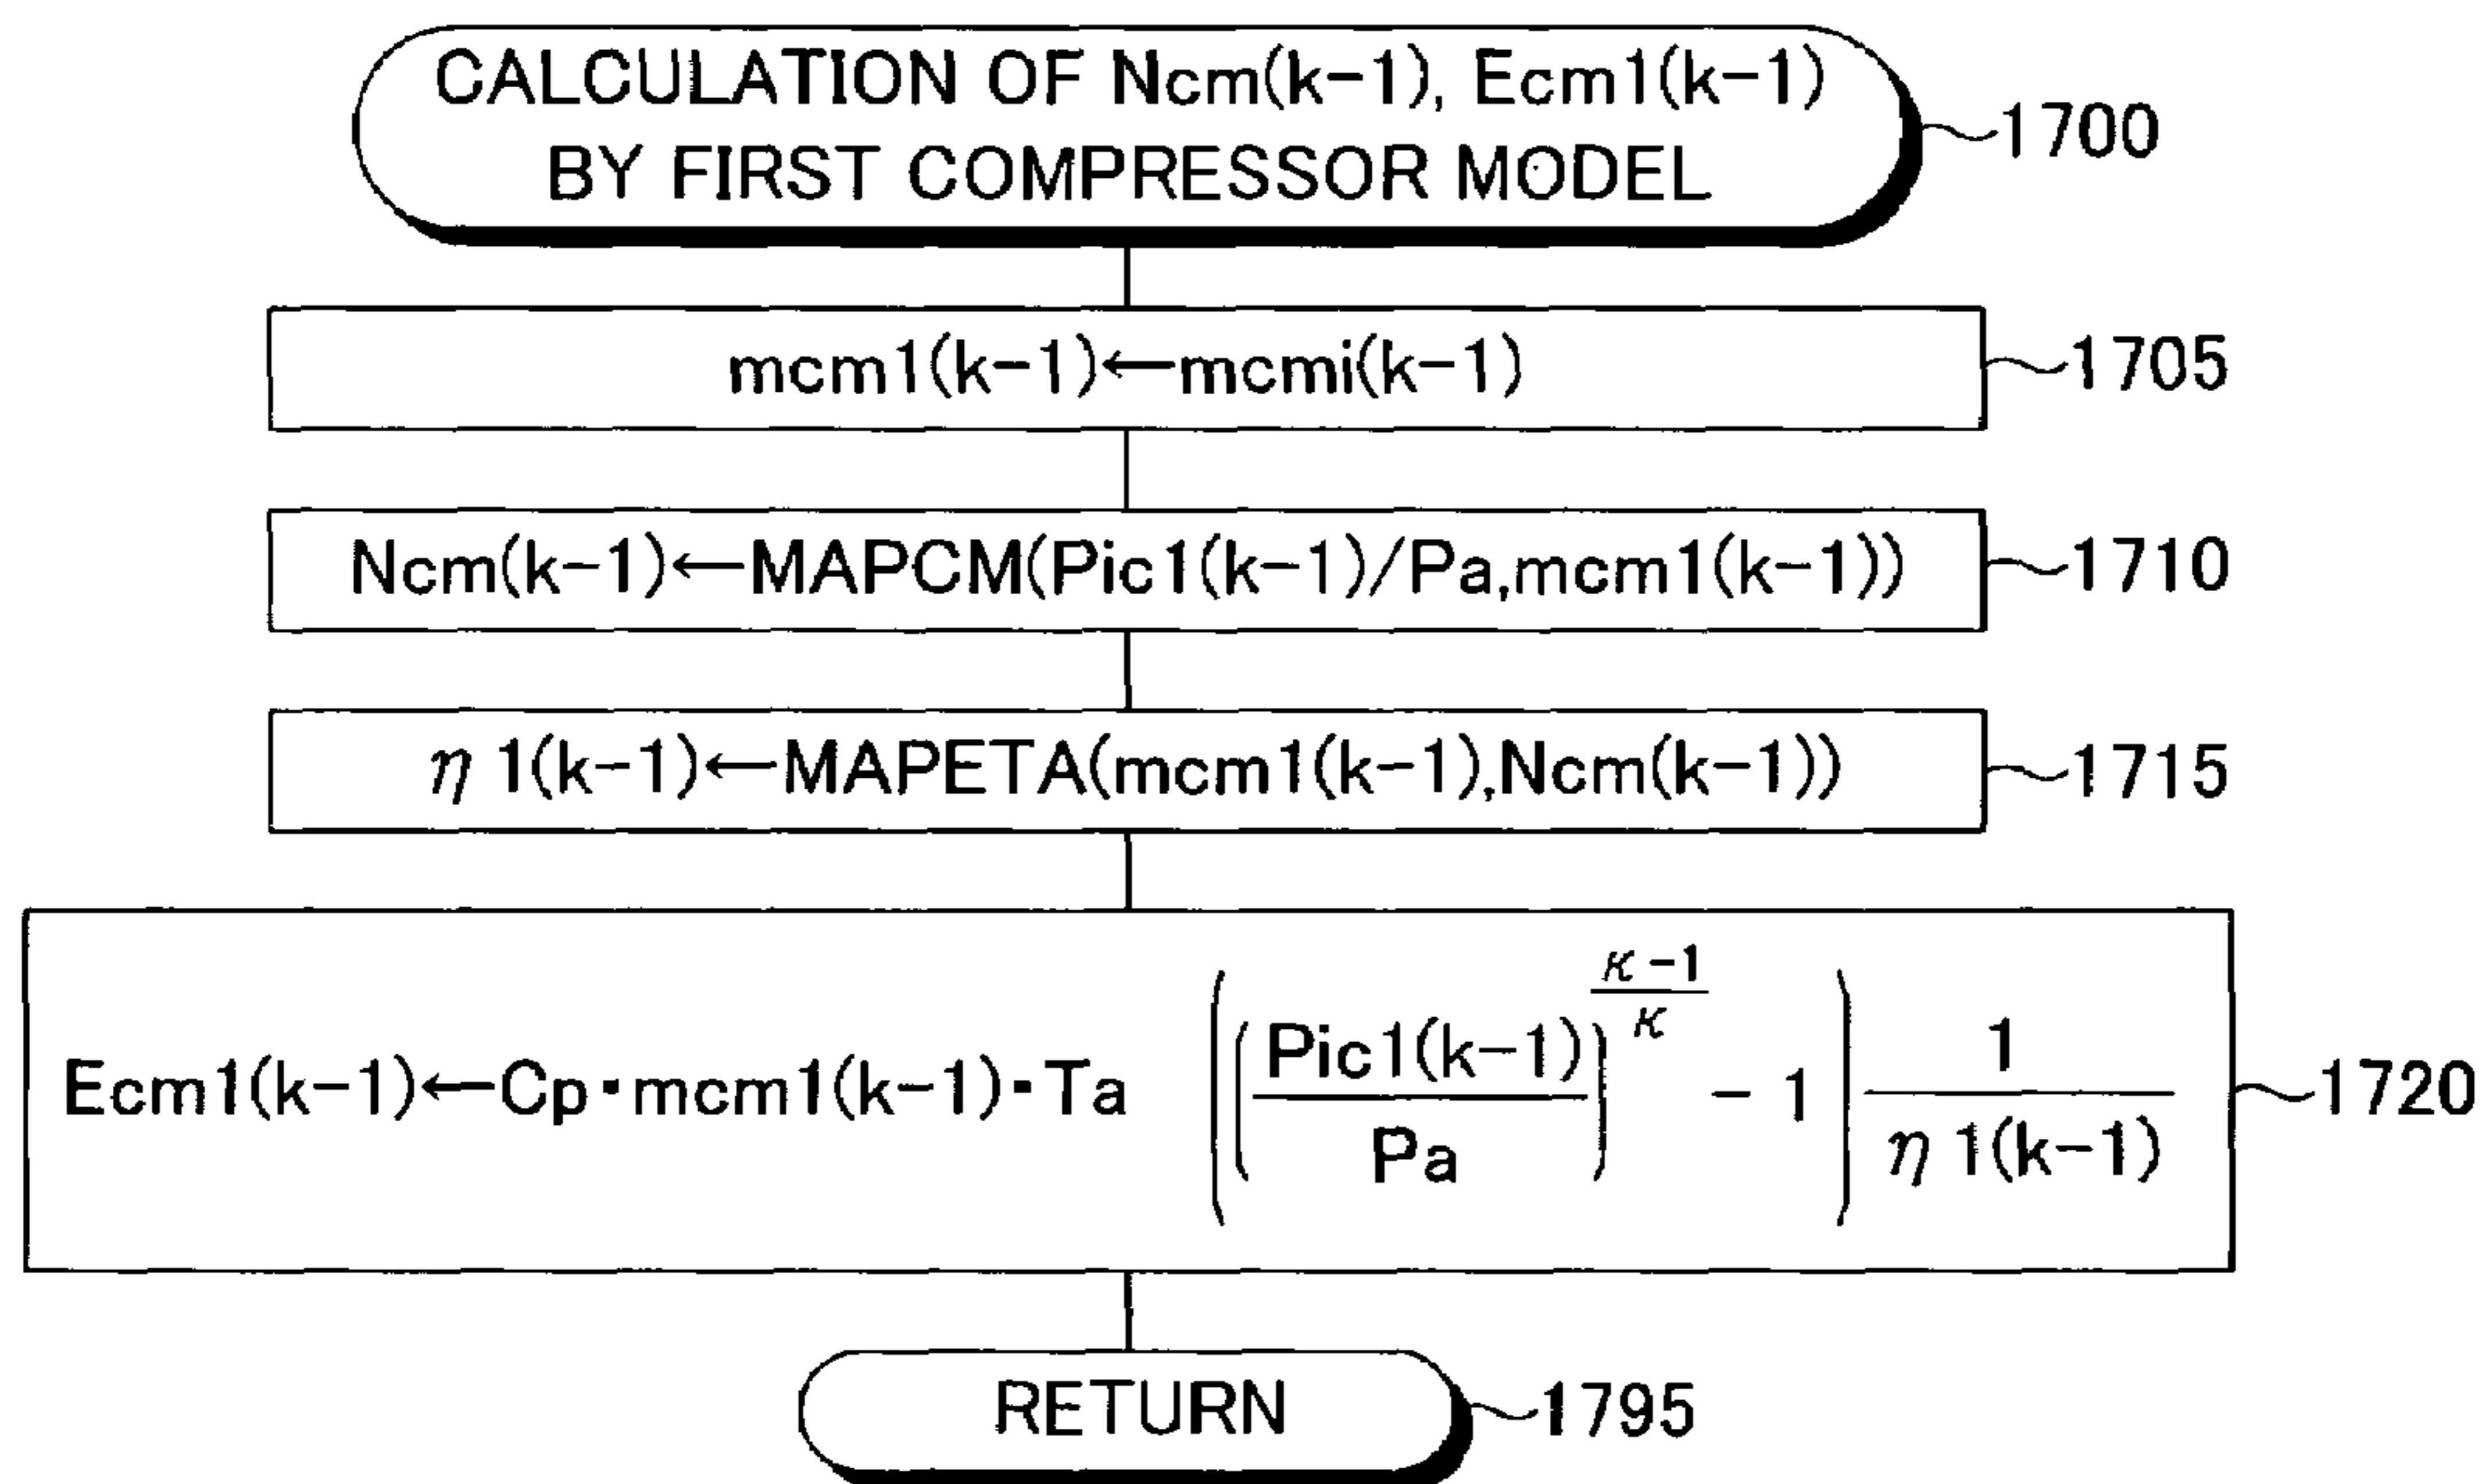 CALCULATION OF Ncm(k-1), Ecm1(k-1)
BY FIRST COMPRESSOR MODEL
1700
mcm1(k-1)←mcmi(k-1)
1705
Ncm(k-1)←MAPCM(Pic1(k-1)/Pa,mcm1(k-1))
1710
η1(k-1)←MAPETA(mcm1(k-1),Ncm(k-1))
1715
Ecm1(k-1)←Cp·mcm1(k-1)·Ta ((Pic1(k-1)/Pa)^((κ-1)/κ) - 1) 1/η1(k-1)
1720
RETURN
1795